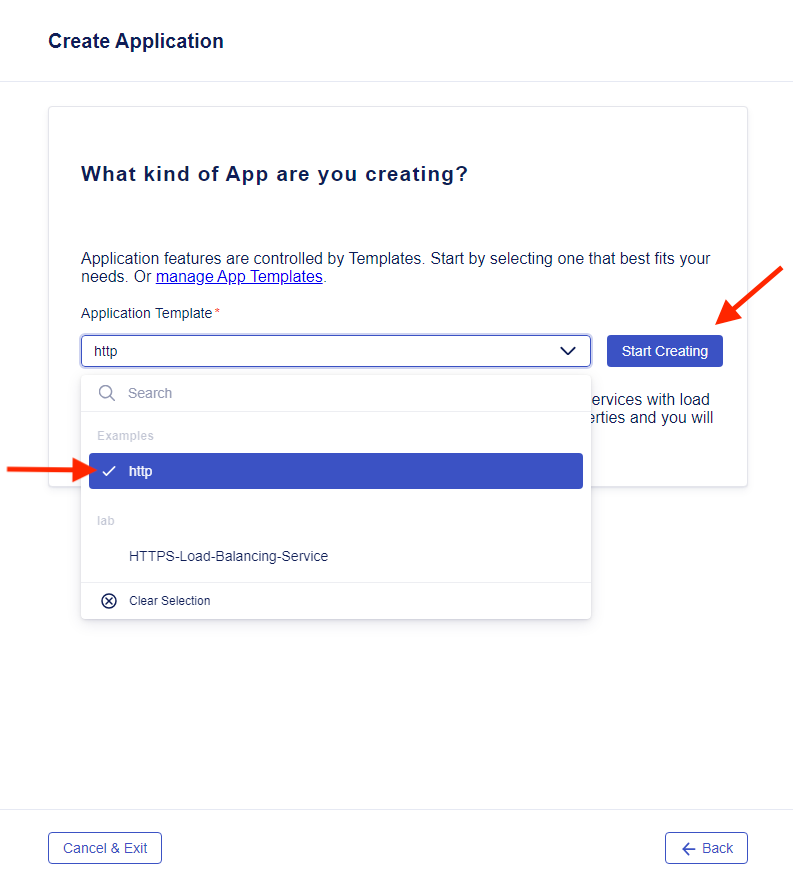 Create Application
What kind of App are you creating?
Application features are controlled by Templates. Start by selecting one that best fits your
needs. Or manage App Templates.
Application Template*
http
Start Creating
Search
with load
and you will
Examples
http
lab
HTTPS-Load-Balancing-Service
Clear Selection
Cancel & Exit
Back